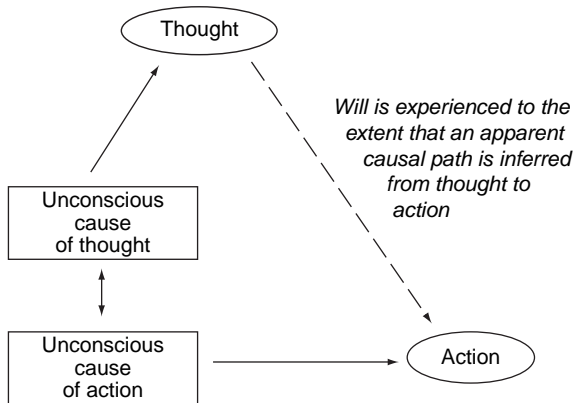 Thought
Will is experienced to the
extent that an apparent
causal path is inferred
from thought to
action
Unconscious
cause
of thought
Unconscious
cause
of action
Action